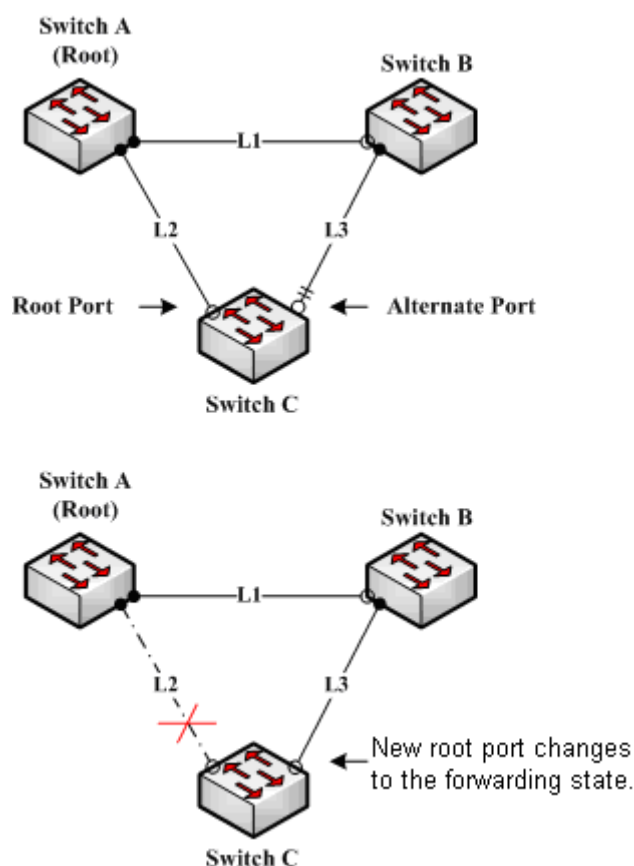 Switch A
(Root)
Switch B
L1
L2
L3
Root Port
Alternate Port
Switch C
Switch A
(Root)
Switch B
L1
L2
L3
New root port changes
to the forwarding state.
Switch C